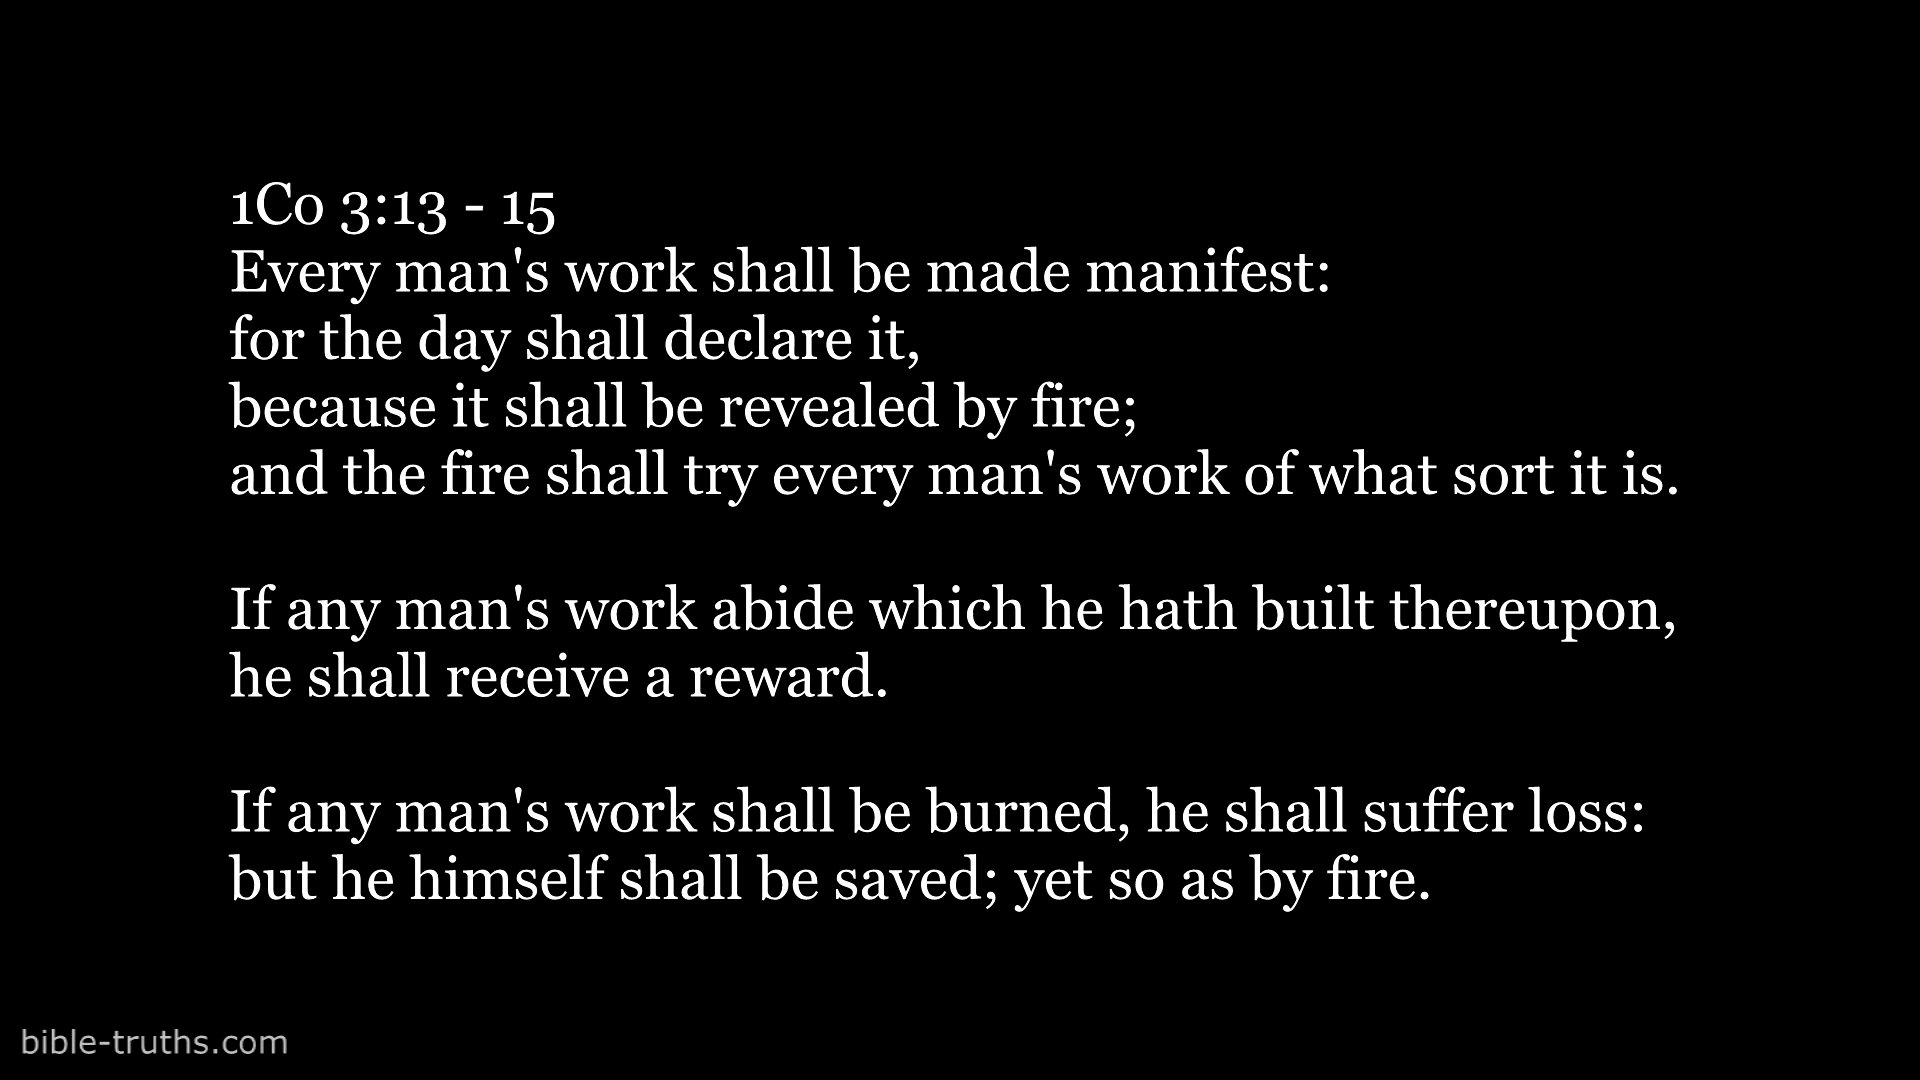 1Co 3:13 - 15
Every man's work shall be made manifest:
for the day shall declare it,
because it shall be revealed by fire;
and the fire shall try every man's work of what sort it is.
If any man's work abide which he hath built thereupon,
he shall receive a reward.
If any man's work shall be burned, he shall suffer loss:
but he himself shall be saved; yet so as by fire.
bible-truths.com